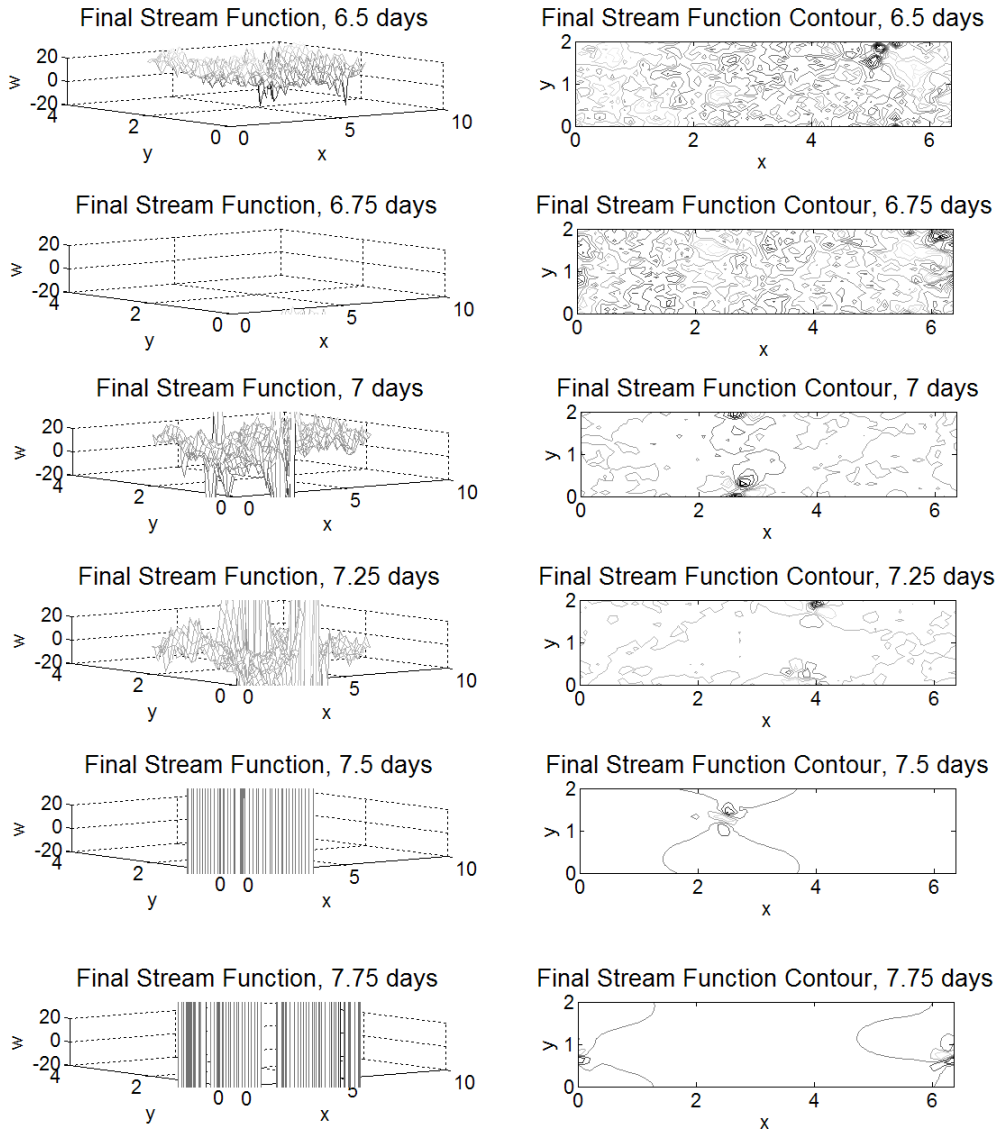 Final Stream Function, 6.5 days
20
0
-20
w
4
2
0
y
0
5
10
x
Final Stream Function Contour, 6.5 days
2
1
0
y
0
2
4
6
x
Final Stream Function, 6.75 days
20
0
-20
w
4
2
0
y
0
5
10
x
Final Stream Function Contour, 6.75 days
2
1
0
y
0
2
4
6
x
Final Stream Function, 7 days
20
0
-20
w
4
2
0
y
0
5
10
x
Final Stream Function Contour, 7 days
2
1
0
y
0
2
4
6
x
Final Stream Function, 7.25 days
20
0
-20
w
4
2
0
y
0
5
10
x
Final Stream Function Contour, 7.25 days
2
1
0
y
0
2
4
6
x
Final Stream Function, 7.5 days
20
0
-20
w
4
2
0
y
0
5
10
x
Final Stream Function Contour, 7.5 days
2
1
0
y
0
2
4
6
x
Final Stream Function, 7.75 days
20
0
-20
w
4
2
0
y
0
5
10
x
Final Stream Function Contour, 7.75 days
2
1
0
y
0
2
4
6
x